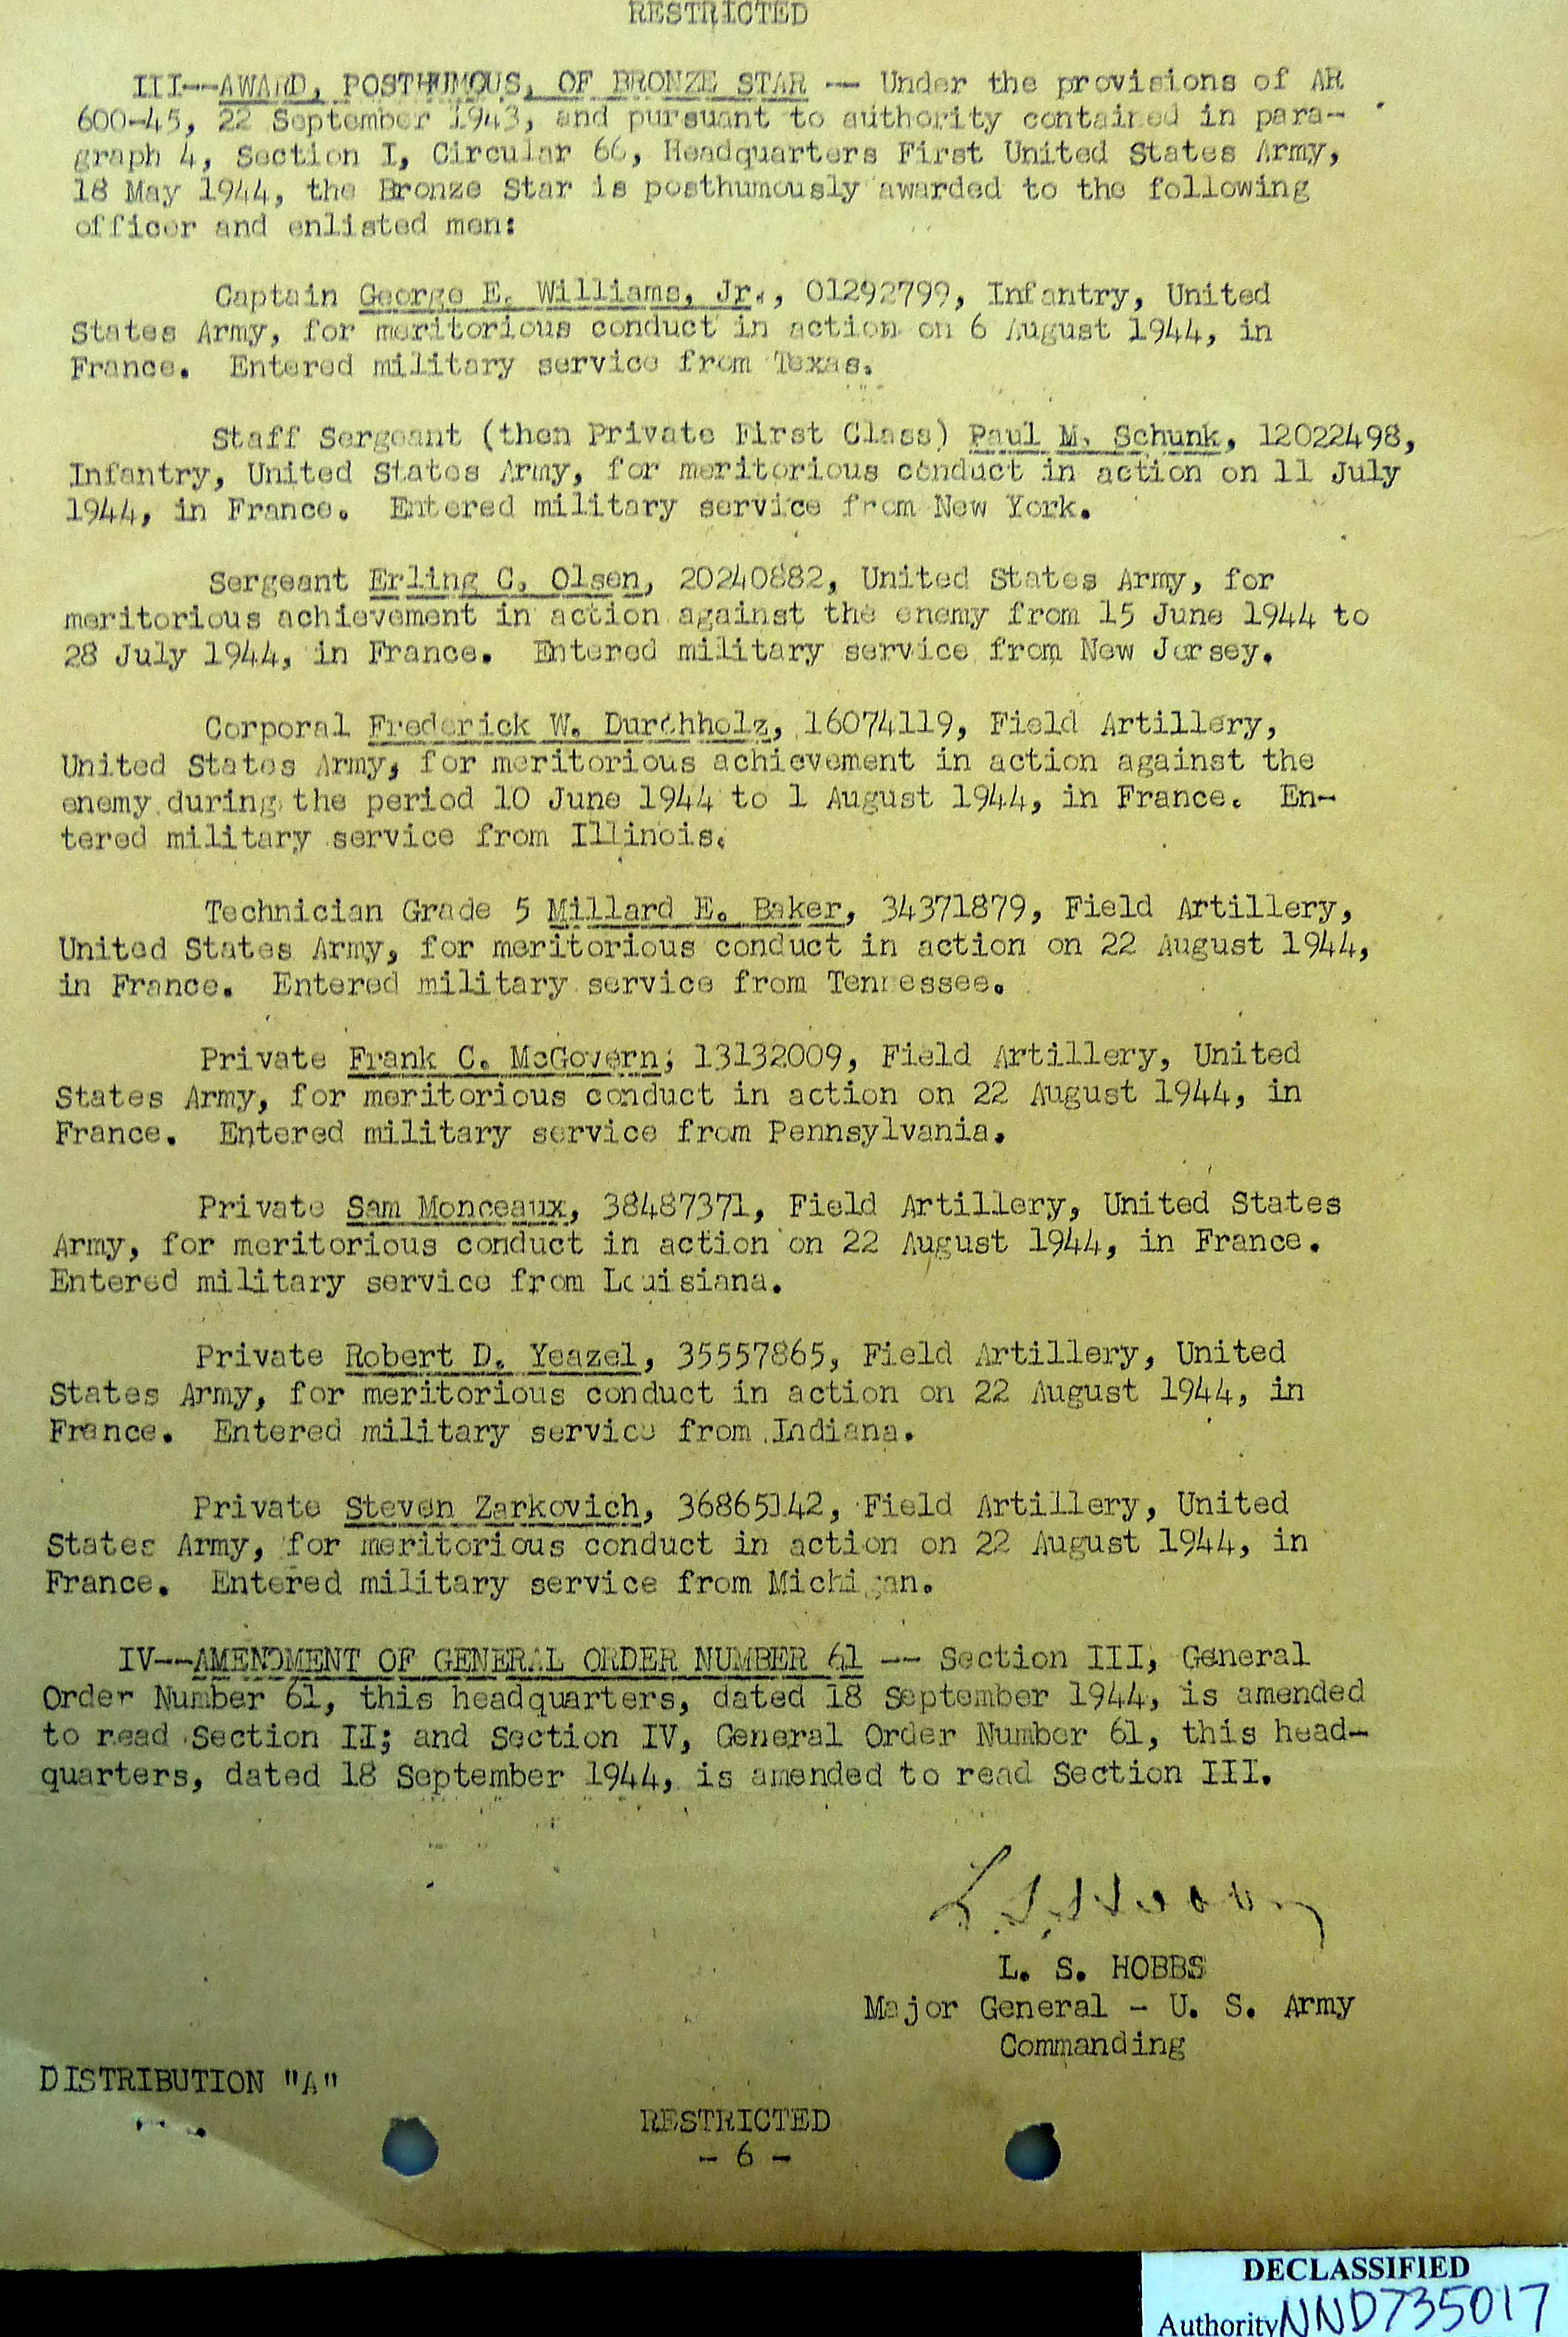 RESTRICTED
III--AWARD, POSTHUMOUS, OF BRONZE STAR -- Under the provisions of AR
600-45, 22 September 1943, and pursuant to authority contained in para-
graph 4, Section I, Circular 66, Headquarters First United States Army,
18 May 1944, the Bronze Star is posthumously awarded to the following
officer and enlisted men:
Captain George E. Williams, Jr., 01292799, Infantry, United
States Army, for meritorious conduct in action on 6 August 1944, in
France. Entered military service from Texas.
Staff Sergeant (then Private First Class) Paul M. Schunk, 12022498,
Infantry, United States Army, for meritorious conduct in action on 11 July
1944, in France. Entered military service from New York.
Sergeant Erling C. Olsen, 20240882, United States Army, for
meritorious achievement in action against the enemy from 15 June 1944 to
28 July 1944, in France. Entered military service from New Jersey.
Corporal Frederick W. Durchholz, 16074119, Field Artillery,
United States Army, for meritorious achievement in action against the
enemy during the period 10 June 1944 to 1 August 1944, in France. En-
tered military service from Illinois.
Technician Grade 5 Millard E. Baker, 34371879, Field Artillery,
United States Army, for meritorious conduct in action on 22 August 1944,
in France. Entered military service from Tennessee.
Private Frank C. McGovern, 13132009, Field Artillery, United
States Army, for meritorious conduct in action on 22 August 1944, in
France. Entered military service from Pennsylvania.
Private Sam Monceaux, 38487371, Field Artillery, United States
Army, for meritorious conduct in action on 22 August 1944, in France.
Entered military service from Louisiana.
Private Robert D. Yeazel, 35557865, Field Artillery, United
States Army, for meritorious conduct in action on 22 August 1944, in
France. Entered military service from Indiana.
Private Steven Zarkovich, 36865142, Field Artillery, United
States Army, for meritorious conduct in action on 22 August 1944, in
France. Entered military service from Michigan.
IV--AMENDMENT OF GENERAL ORDER NUMBER 61 -- Section III, General
Order Number 61, this headquarters, dated 18 September 1944, is amended
to read Section II; and Section IV, General Order Number 61, this head-
quarters, dated 18 September 1944, is amended to read Section III.
L. S. HOBBS
Major General - U. S. Army
Commanding
DISTRIBUTION "A"
RESTRICTED
- 6 -
DECLASSIFIED
Authority NND735017